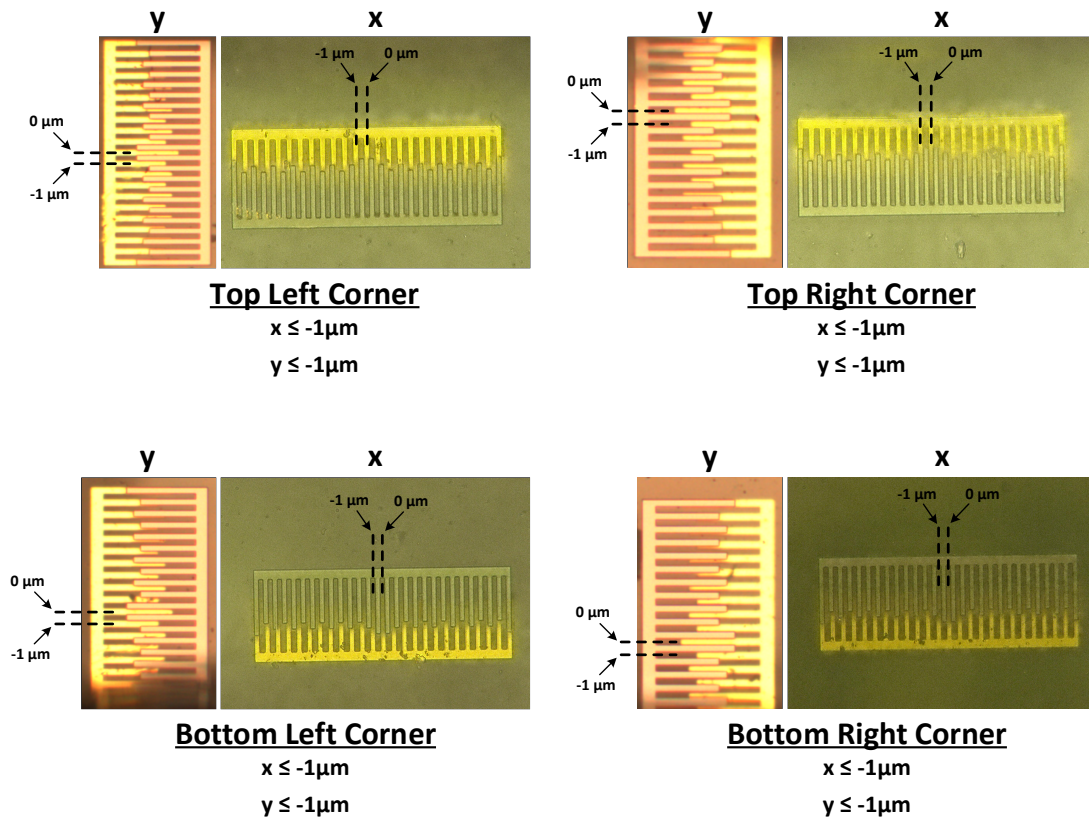 y x
-1 µm 0 µm
0 µm
-1 µm
Top Left Corner
x ≤ -1µm
y ≤ -1µm
y x
-1 µm 0 µm
0 µm
-1 µm
Top Right Corner
x ≤ -1µm
y ≤ -1µm
y x
-1 µm 0 µm
0 µm
-1 µm
Bottom Left Corner
x ≤ -1µm
y ≤ -1µm
y x
-1 µm 0 µm
0 µm
-1 µm
Bottom Right Corner
x ≤ -1µm
y ≤ -1µm